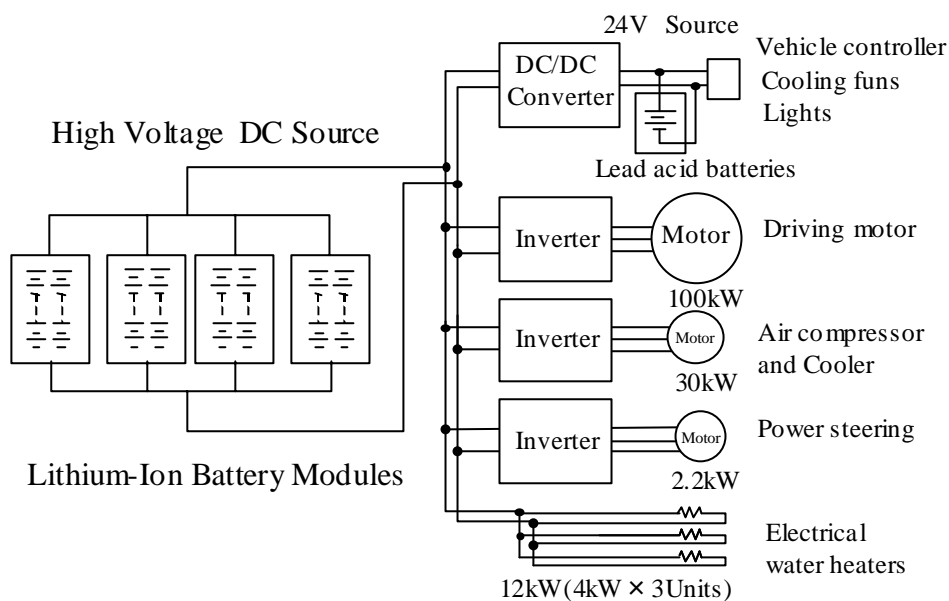 24V Source
DC/DC
Converter
Vehicle controller
Cooling funs
Lights
High Voltage DC Source
Lead acid batteries
Inverter
Motor
Driving motor
100kW
Inverter
Motor
Air compressor
and Cooler
30kW
Inverter
Motor
Power steering
2.2kW
Lithium-Ion Battery Modules
Electrical
water heaters
12kW(4kW × 3Units)